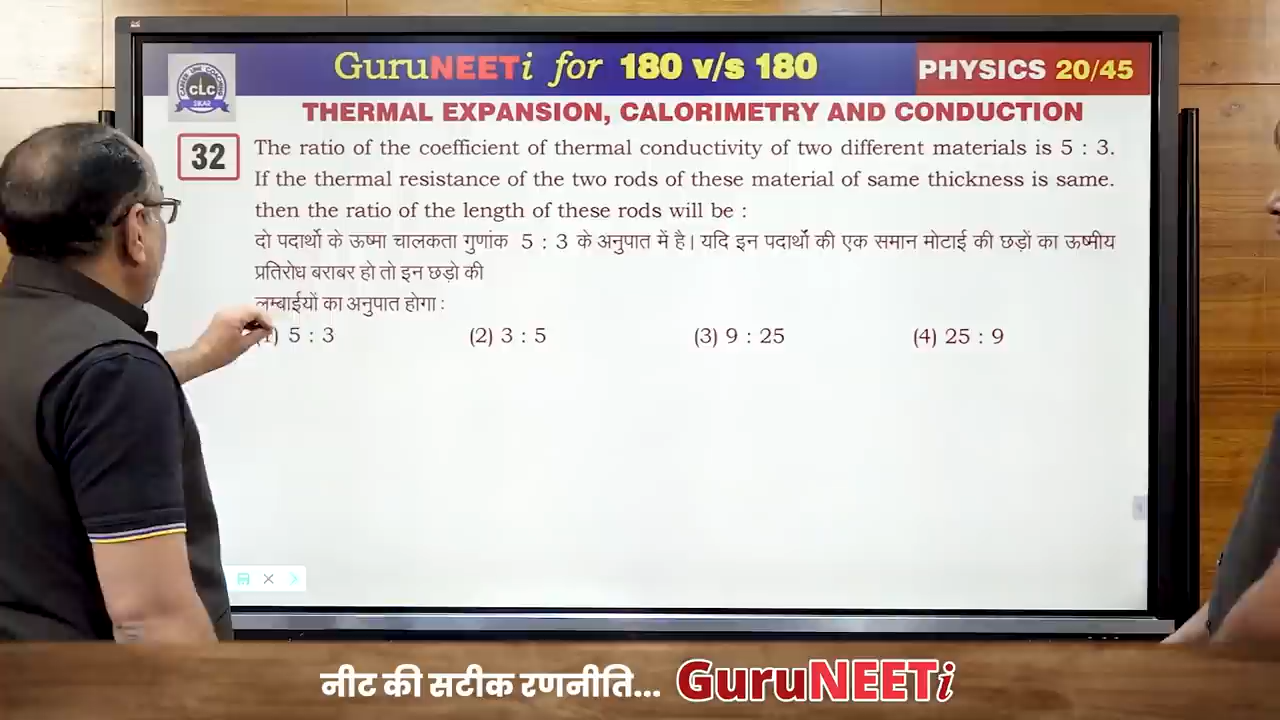 GuruNEETi for 180 v/s 180
PHYSICS 20/45
CLC
SIKAR
THERMAL EXPANSION, CALORIMETRY AND CONDUCTION
32
The ratio of the coefficient of thermal conductivity of two different materials is 5 : 3.
If the thermal resistance of the two rods of these material of same thickness is same.
then the ratio of the length of these rods will be :
दो पदार्थो के ऊष्मा चालकता गुणांक 5 : 3 के अनुपात में है। यदि इन पदार्थों की एक समान मोटाई की छड़ों का ऊष्मीय
प्रतिरोध बराबर हो तो इन छड़ो की
लम्बाईयों का अनुपात होगा :
(1) 5 : 3 (2) 3 : 5 (3) 9 : 25 (4) 25 : 9
नीट की सटीक रणनीति... GuruNEETi